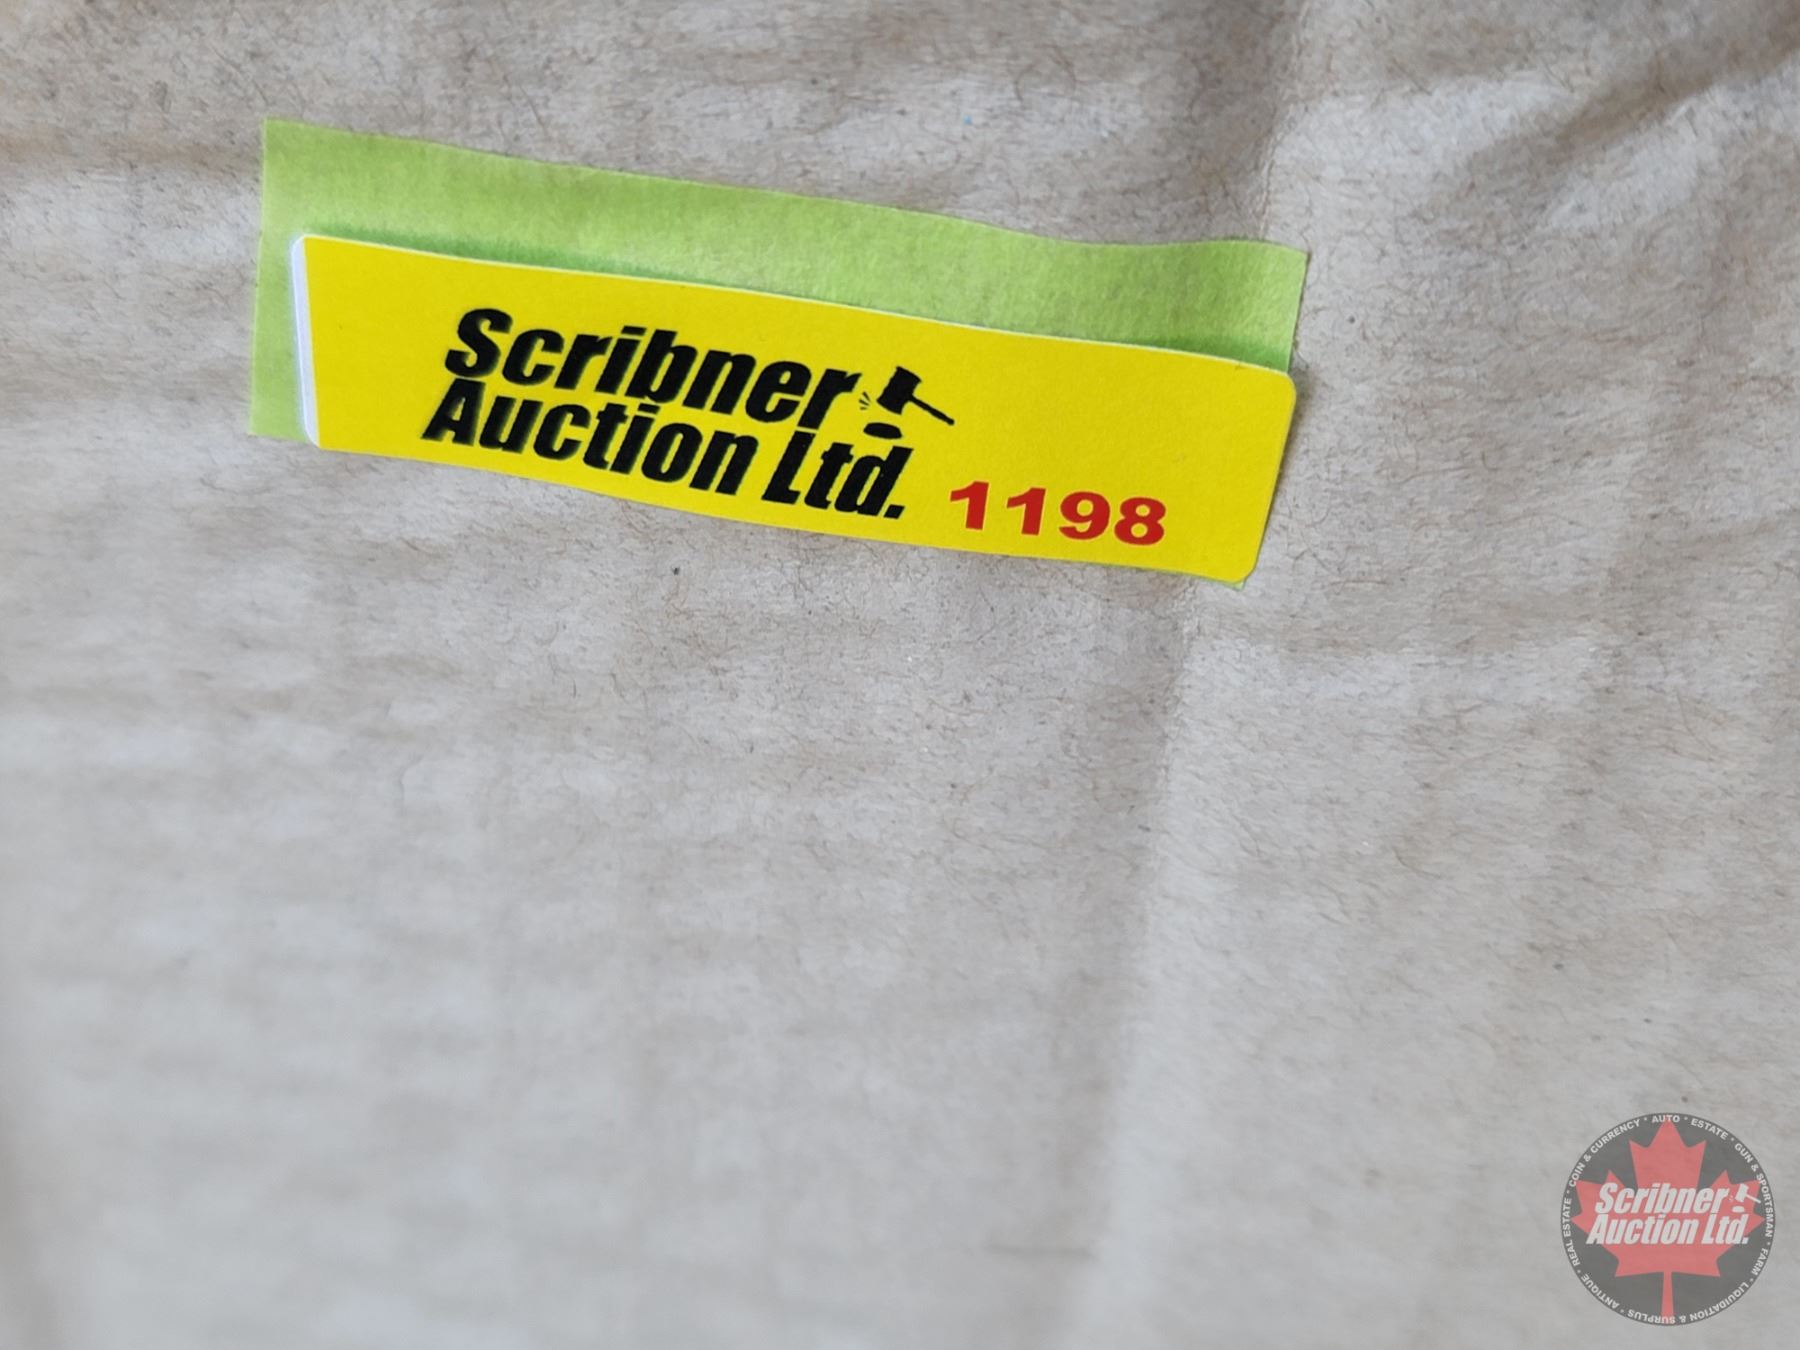 Scribner
Auction Ltd. 1198
COIN & CURRENCY * AUTO * ESTATE * GUN & SPORTSMAN * FARM * LIQUIDATION & SURPLUS * ANTIQUE * REAL ESTATE *
Scribner
Auction Ltd.